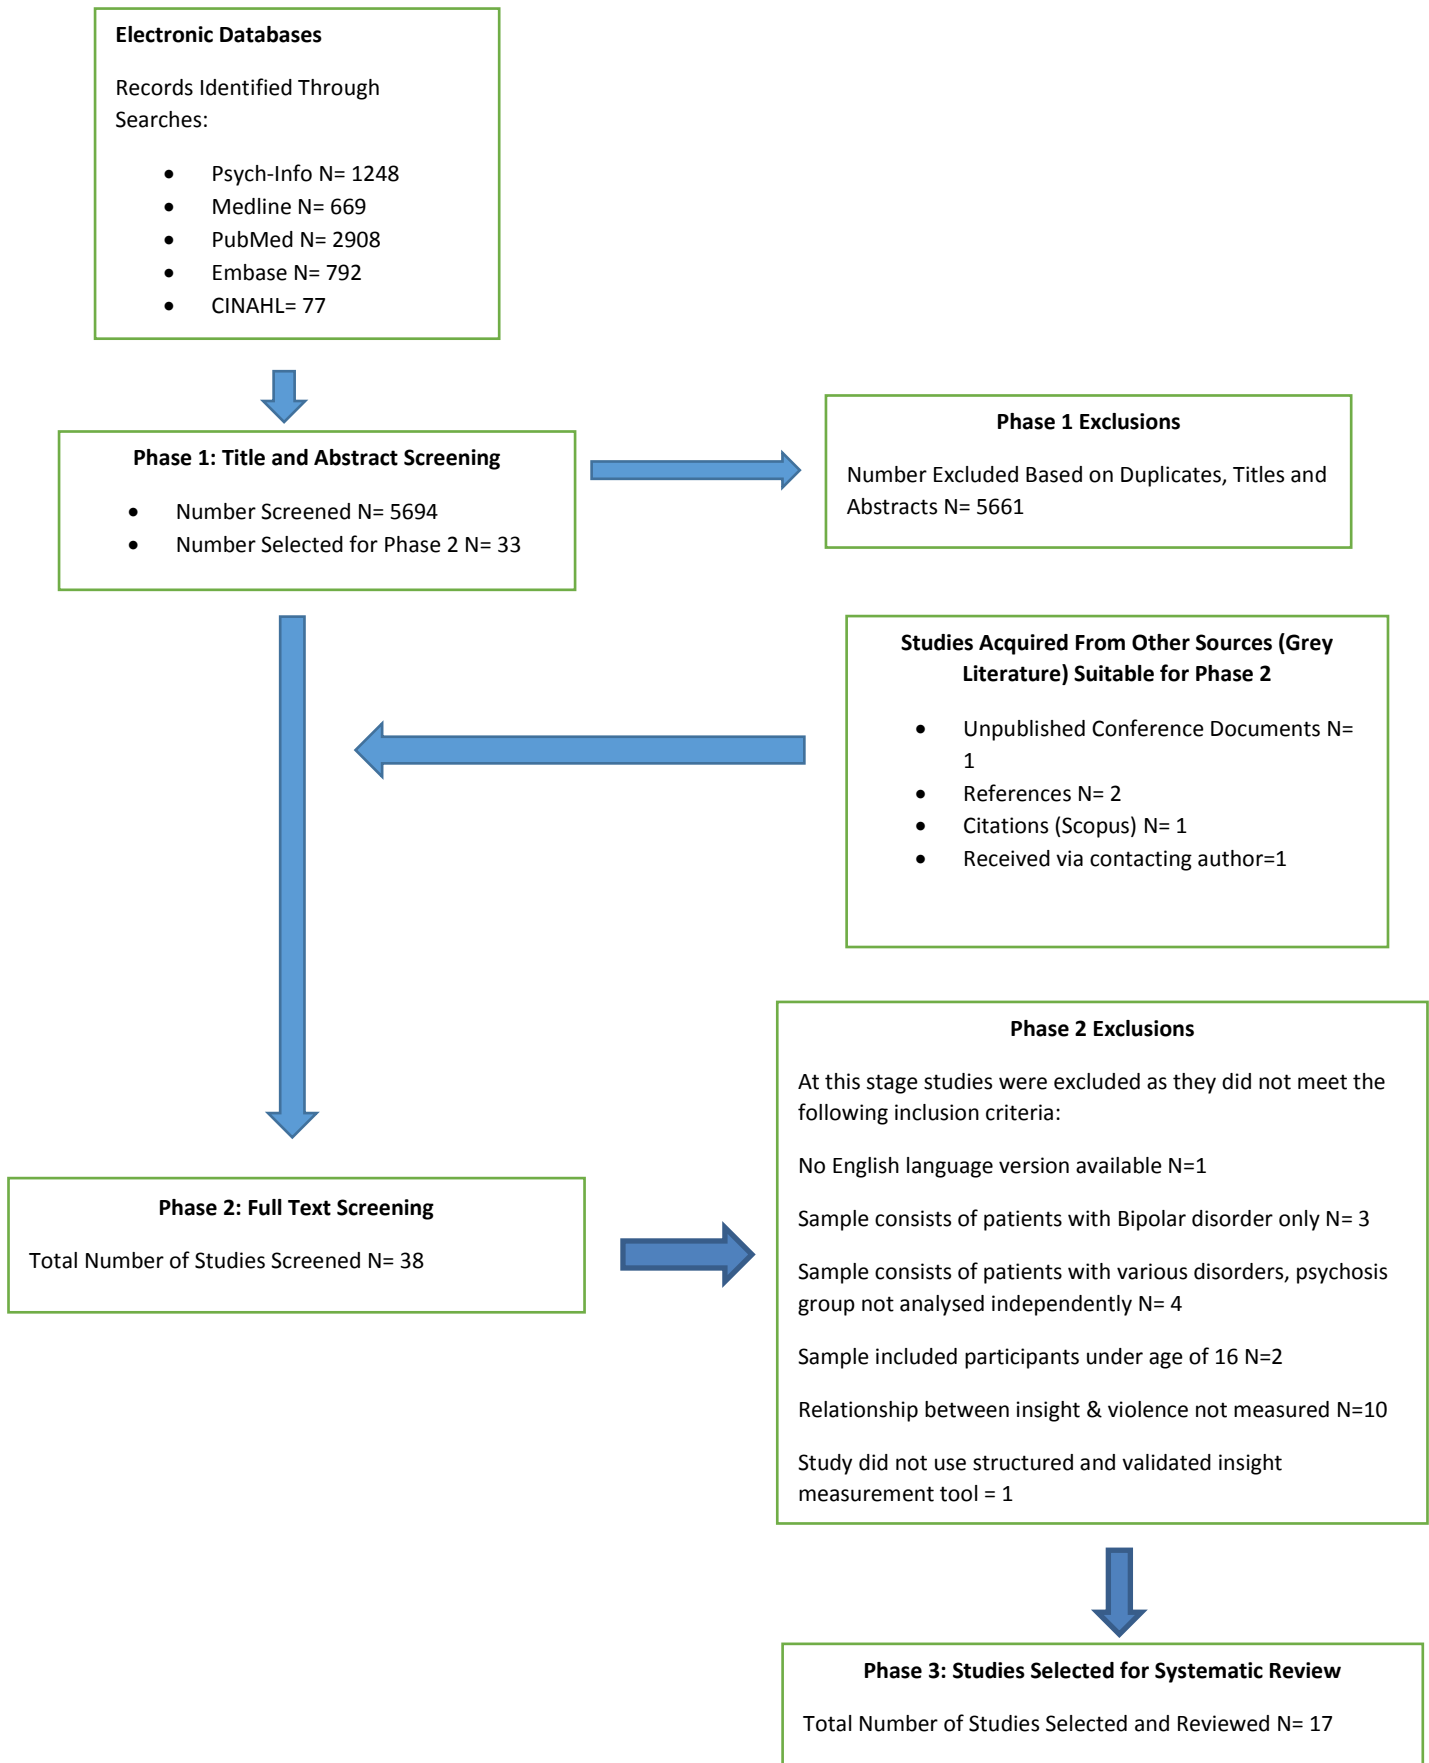 Electronic Databases
Records Identified Through
Searches:
• Psych-Info N= 1248
• Medline N= 669
• PubMed N= 2908
• Embase N= 792
• CINAHL= 77
Phase 1: Title and Abstract Screening
• Number Screened N= 5694
• Number Selected for Phase 2 N= 33
Phase 1 Exclusions
Number Excluded Based on Duplicates, Titles and
Abstracts N= 5661
Studies Acquired From Other Sources (Grey
Literature) Suitable for Phase 2
• Unpublished Conference Documents N=
1
• References N= 2
• Citations (Scopus) N= 1
• Received via contacting author=1
Phase 2: Full Text Screening
Total Number of Studies Screened N= 38
Phase 2 Exclusions
At this stage studies were excluded as they did not meet the
following inclusion criteria:
No English language version available N=1
Sample consists of patients with Bipolar disorder only N= 3
Sample consists of patients with various disorders, psychosis
group not analysed independently N= 4
Sample included participants under age of 16 N=2
Relationship between insight & violence not measured N=10
Study did not use structured and validated insight
measurement tool = 1
Phase 3: Studies Selected for Systematic Review
Total Number of Studies Selected and Reviewed N= 17